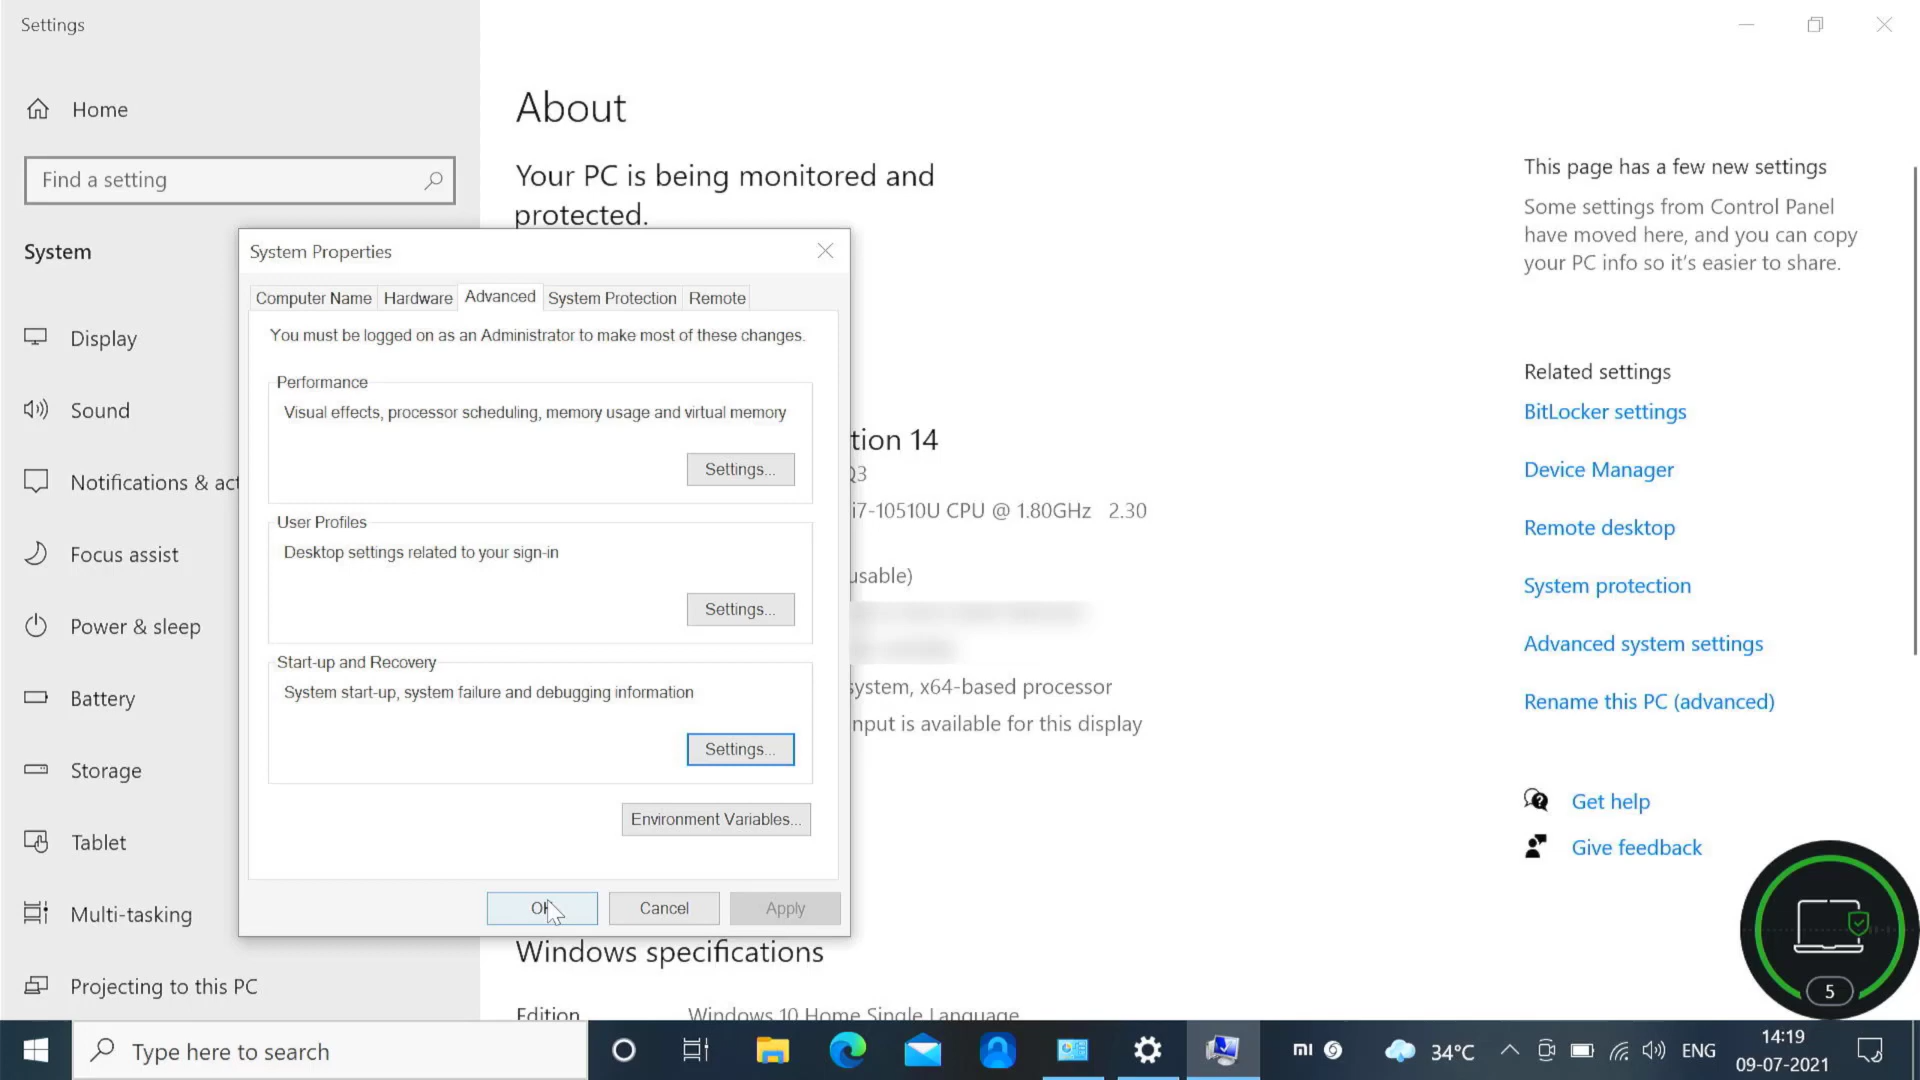 Settings
Home
Find a setting
System
Display
Sound
Notifications & act
Focus assist
Power & sleep
Battery
Storage
Tablet
Multi-tasking
Projecting to this PC
About
Your PC is being monitored and
protected.
System Properties
Computer Name Hardware Advanced System Protection Remote
You must be logged on as an Administrator to make most of these changes.
Performance
Visual effects, processor scheduling, memory usage and virtual memory
Settings...
User Profiles
Desktop settings related to your sign-in
Settings...
Start-up and Recovery
System start-up, system failure and debugging information
Settings...
Environment Variables...
OK Cancel Apply
tion 14
Q3
i7-10510U CPU @ 1.80GHz 2.30
usable)
system, x64-based processor
nput is available for this display
Windows specifications
Edition Windows 10 Home Single Language
This page has a few new settings
Some settings from Control Panel
have moved here, and you can copy
your PC info so it's easier to share.
Related settings
BitLocker settings
Device Manager
Remote desktop
System protection
Advanced system settings
Rename this PC (advanced)
Get help
Give feedback
5
Type here to search
MI
34°C
ENG
14:19
09-07-2021